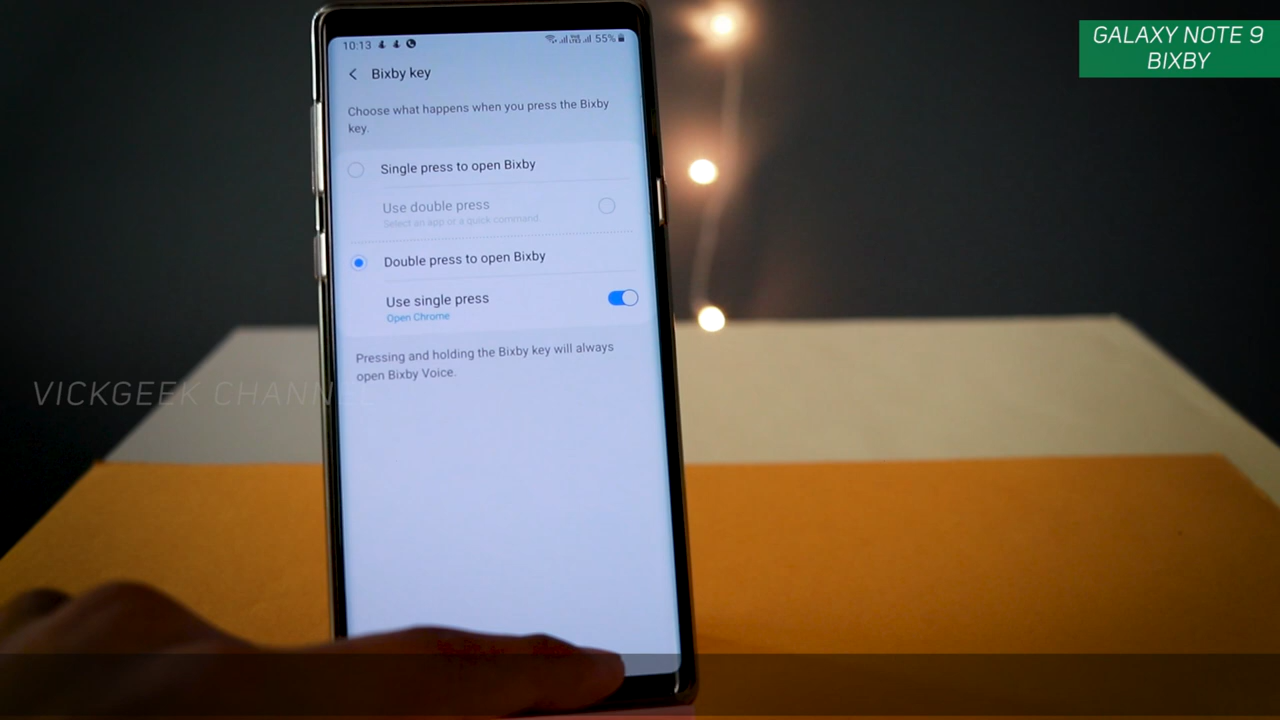 GALAXY NOTE 9
BIXBY
10:13
55%
Bixby key
Choose what happens when you press the Bixby
key.
Single press to open Bixby
Use double press
Select an app or a quick command.
Double press to open Bixby
Use single press
Open Chrome
Pressing and holding the Bixby key will always
open Bixby Voice.
VICKGEEK CHANNEL